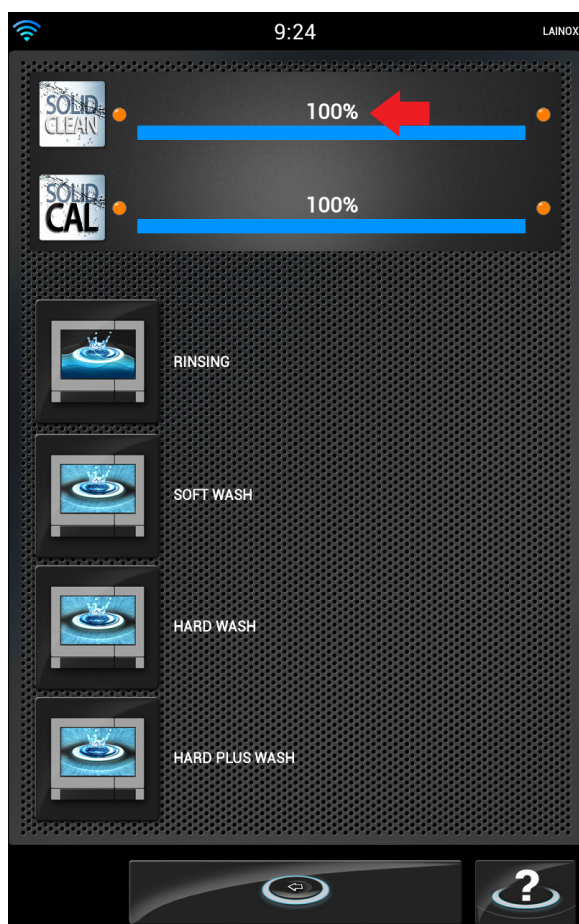 9:24
LAINOX
SOLID
CLEAN
100%
SOLID
CAL
100%
RINSING
SOFT WASH
HARD WASH
HARD PLUS WASH
?